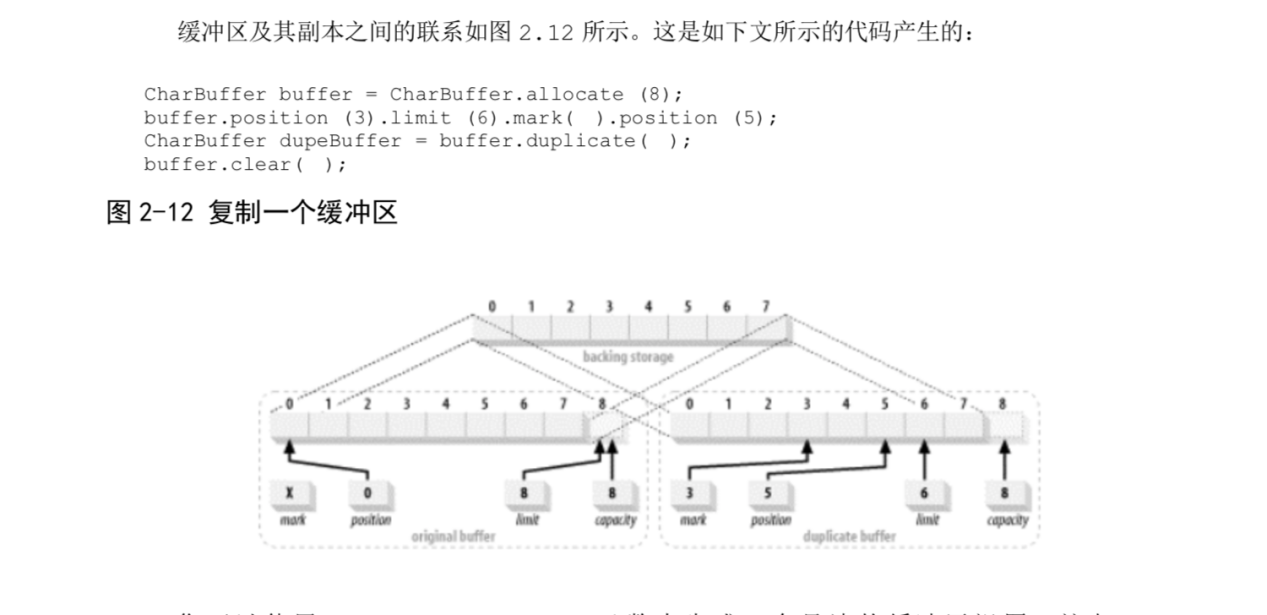 缓冲区及其副本之间的联系如图 2.12 所示。这是如下文所示的代码产生的：
CharBuffer buffer = CharBuffer.allocate (8);
buffer.position (3).limit (6).mark( ).position (5);
CharBuffer dupeBuffer = buffer.duplicate( );
buffer.clear( );
图 2-12 复制一个缓冲区
0 1 2 3 4 5 6 7
backing storage
0 1 2 3 4 5 6 7 8 0 1 2 3 4 5 6 7 8
X 0 8 8 3 5 6 8
mark position limit capacity mark position limit capacity
original buffer duplicate buffer